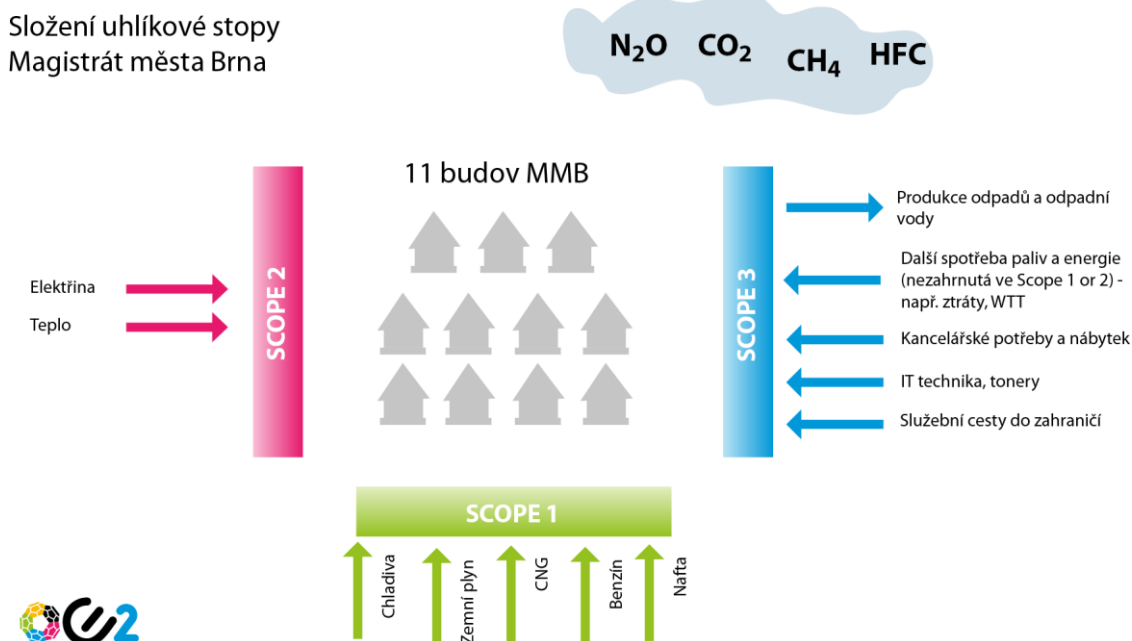 Složení uhlíkové stopy
Magistrát města Brna
N₂O CO₂ CH₄ HFC
11 budov MMB
SCOPE 2
Elektřina
Teplo
SCOPE 3
Produkce odpadů a odpadní
vody
Další spotřeba paliv a energie
(nezahrnutá ve Scope 1 or 2) -
např. ztráty, WTT
Kancelářské potřeby a nábytek
IT technika, tonery
Služební cesty do zahraničí
SCOPE 1
Chladiva
Zemní plyn
CNG
Benzín
Nafta